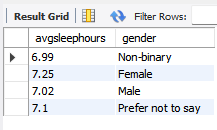 Result Grid Filter Rows:
avgsleephours gender
6.99 Non-binary
7.25 Female
7.02 Male
7.1 Prefer not to say